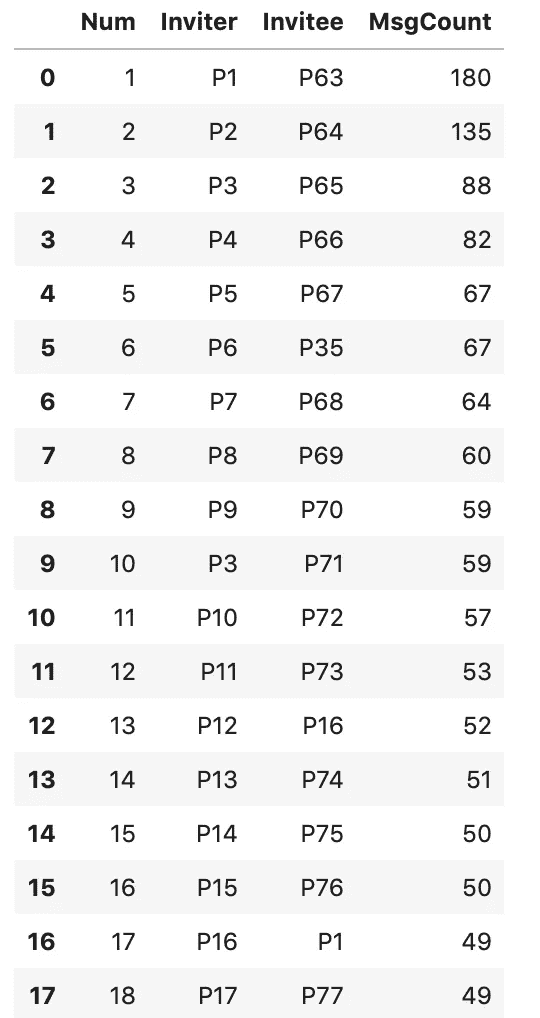 Num Inviter Invitee MsgCount
0 1 P1 P63 180
1 2 P2 P64 135
2 3 P3 P65 88
3 4 P4 P66 82
4 5 P5 P67 67
5 6 P6 P35 67
6 7 P7 P68 64
7 8 P8 P69 60
8 9 P9 P70 59
9 10 P3 P71 59
10 11 P10 P72 57
11 12 P11 P73 53
12 13 P12 P16 52
13 14 P13 P74 51
14 15 P14 P75 50
15 16 P15 P76 50
16 17 P16 P1 49
17 18 P17 P77 49